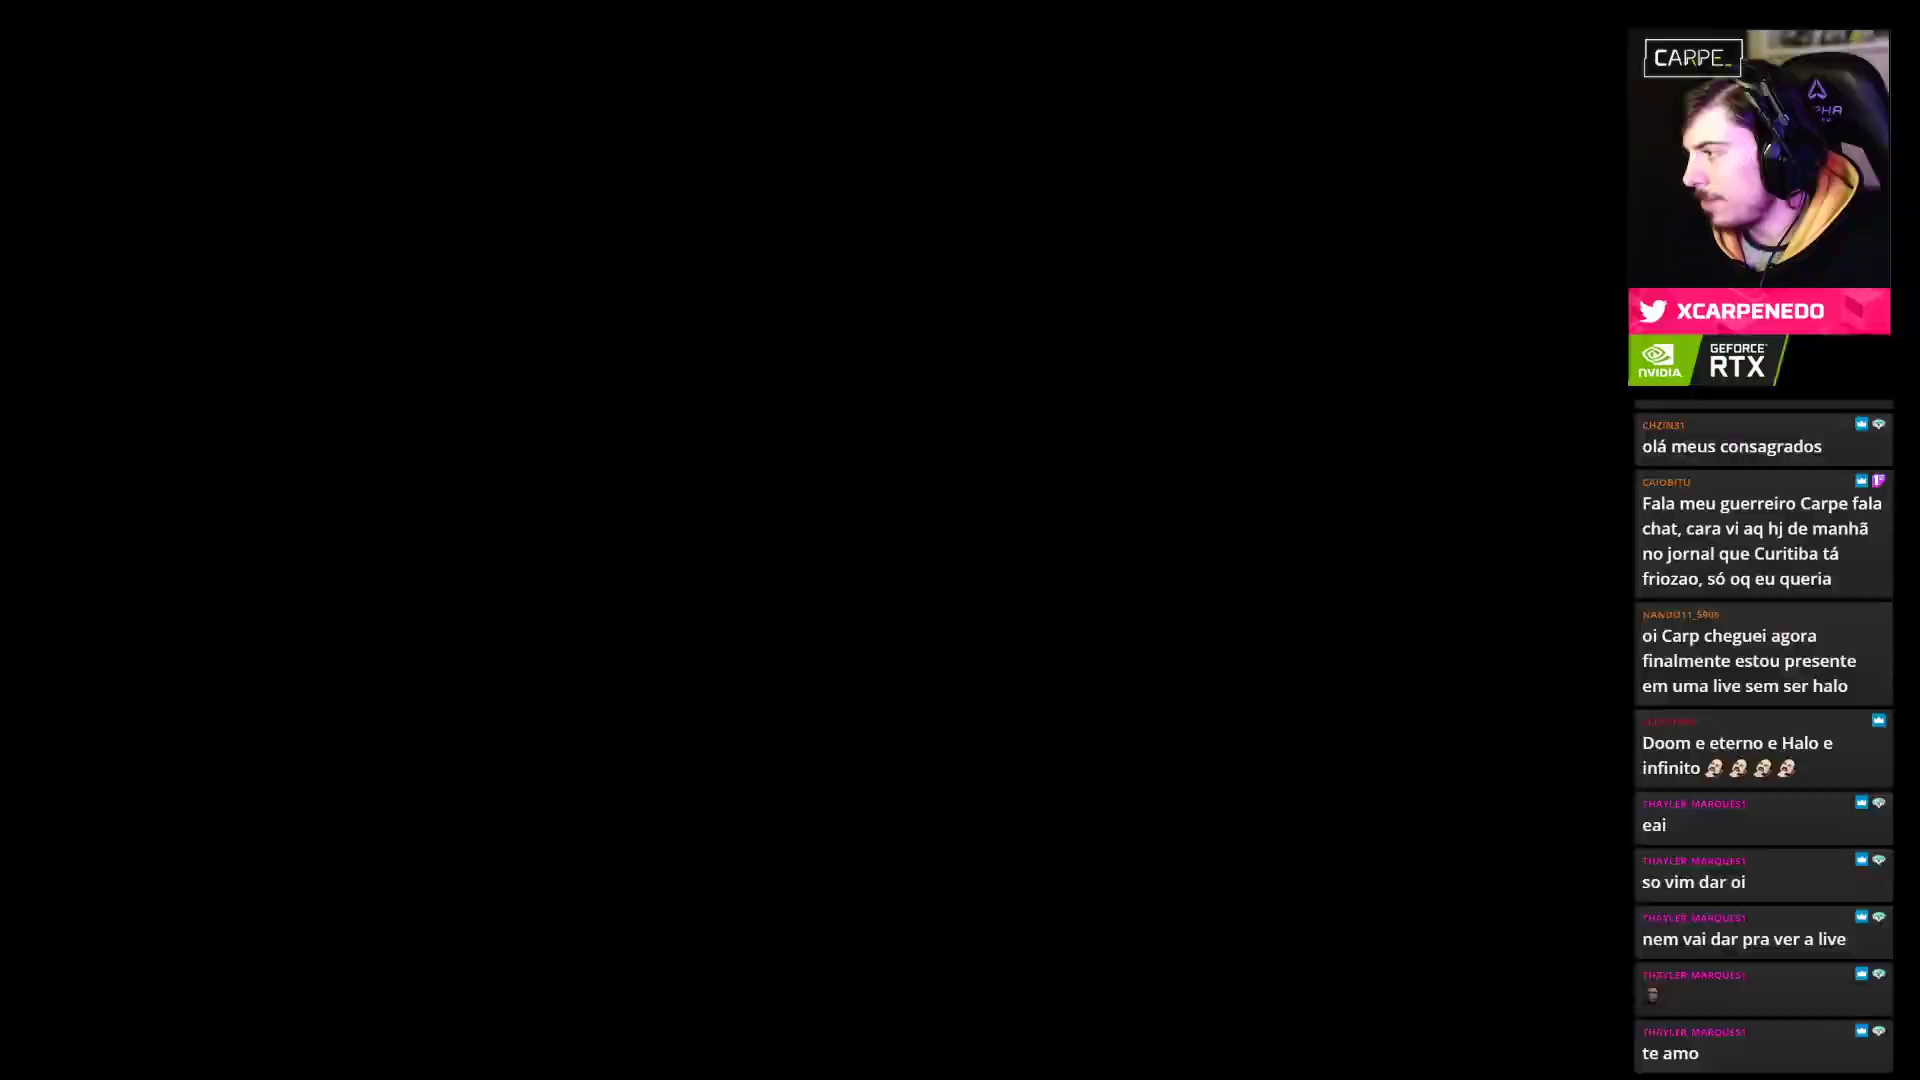 CARPE_
XCARPENEDO
NVIDIA
GEFORCE
RTX
CHZIN31
olá meus consagrados
CAIOBITU
Fala meu guerreiro Carpe fala
chat, cara vi aq hj de manhã
no jornal que Curitiba tá
friozao, só oq eu queria
oi Carp cheguei agora
finalmente estou presente
em uma live sem ser halo
Doom e eterno e Halo e
infinito
THAYLER_MARQUES1
eai
THAYLER_MARQUES1
so vim dar oi
THAYLER_MARQUES1
nem vai dar pra ver a live
THAYLER_MARQUES1
THAYLER_MARQUES1
te amo